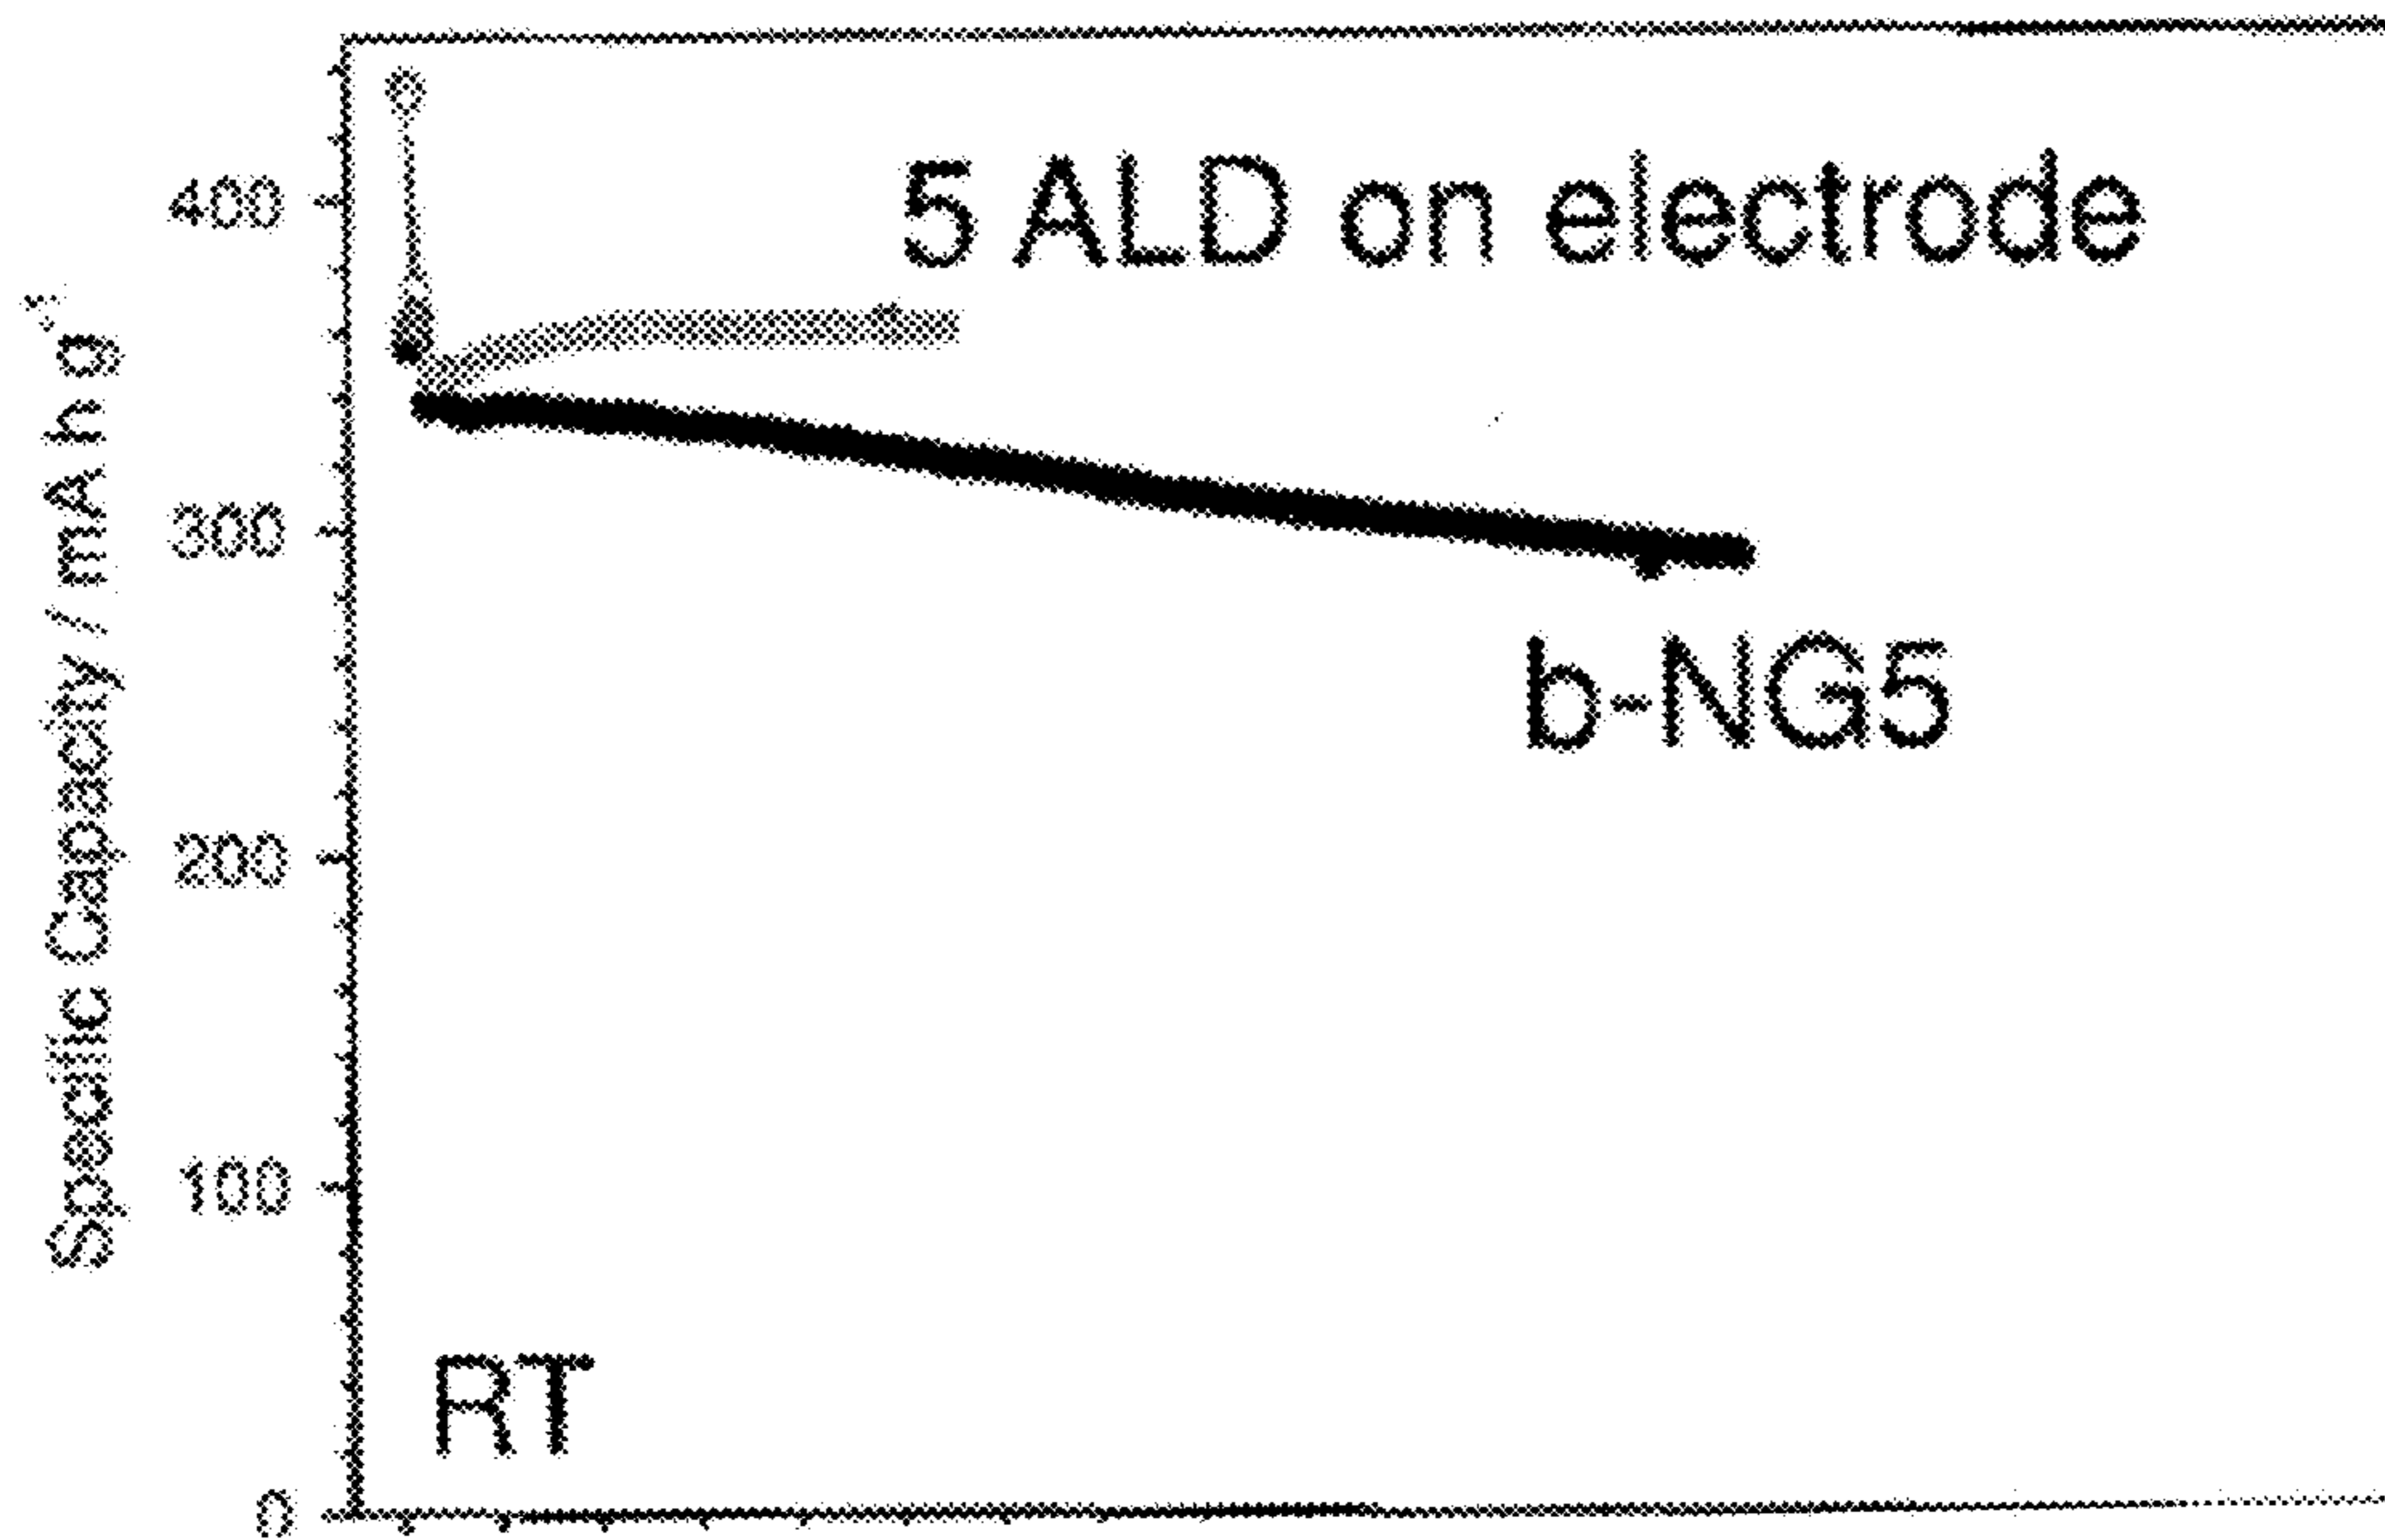 400
5 ALD on electrode
Specific Capacity / mA h g⁻¹
300
b-NG5
200
100
RT
0